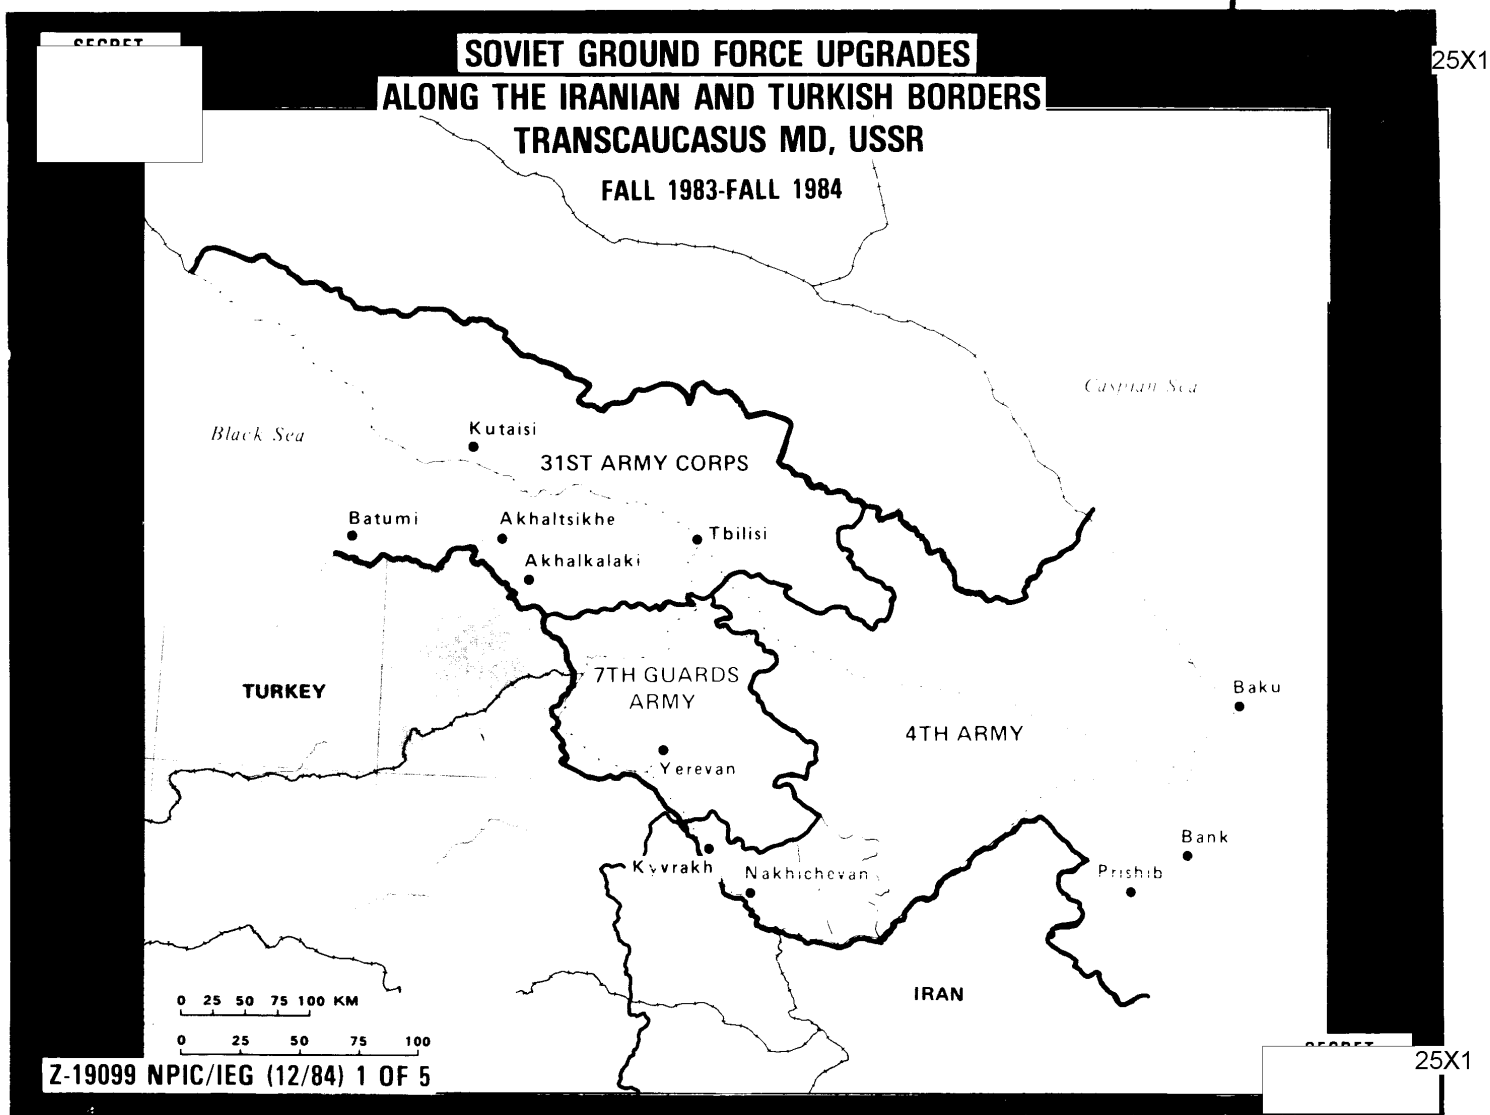 SECRET
25X1
SOVIET GROUND FORCE UPGRADES
ALONG THE IRANIAN AND TURKISH BORDERS
TRANSCAUCASUS MD, USSR
FALL 1983-FALL 1984
Caspian Sea
Black Sea
Kutaisi
31ST ARMY CORPS
Batumi
Akhaltsikhe
Tbilisi
Akhalkalaki
7TH GUARDS
ARMY
TURKEY
Baku
4TH ARMY
Yerevan
Bank
Kyvrakh
Nakhichevan
Prishib
IRAN
0 25 50 75 100 KM
0 25 50 75 100
SECRET
25X1
Z-19099 NPIC/IEG (12/84) 1 OF 5